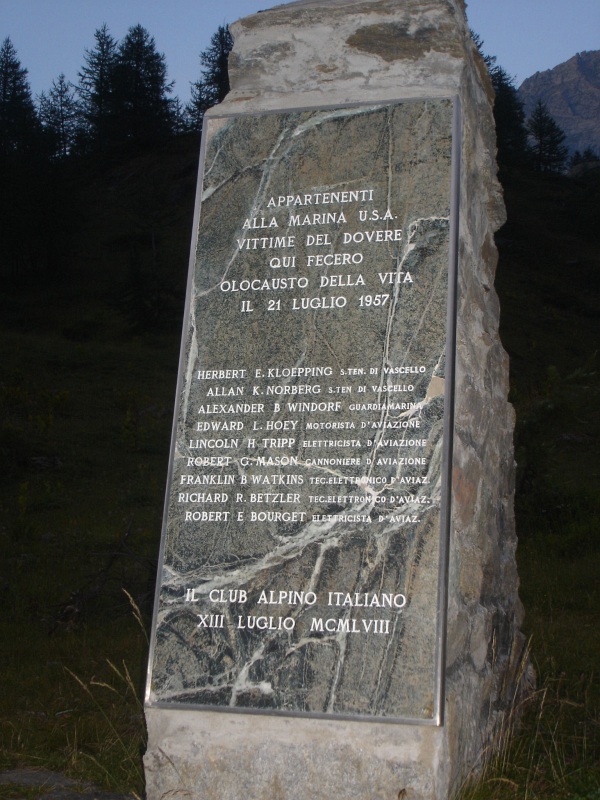 APPARTENENTI
ALLA MARINA U.S.A.
VITTIME DEL DOVERE
QUI FECERO
OLOCAUSTO DELLA VITA
IL 21 LUGLIO 1957
HERBERT E. KLOEPPING S.TEN. DI VASCELLO
ALLAN K. NORBERG S.TEN DI VASCELLO
ALEXANDER B WINDORF GUARDIAMARINA
EDWARD L. HOEY MOTORISTA D'AVIAZIONE
LINCOLN H. TRIPP ELETTRICISTA D'AVIAZIONE
ROBERT G. MASON CANNONIERE D'AVIAZIONE
FRANKLIN B. WATKINS TEC. ELETTRONICO D'AVIAZ.
RICHARD R. BETZLER TEC. ELETTRONICO D'AVIAZ.
ROBERT E BOURGET ELETTRICISTA D'AVIAZ.
IL CLUB ALPINO ITALIANO
XIII LUGLIO MCMLVIII